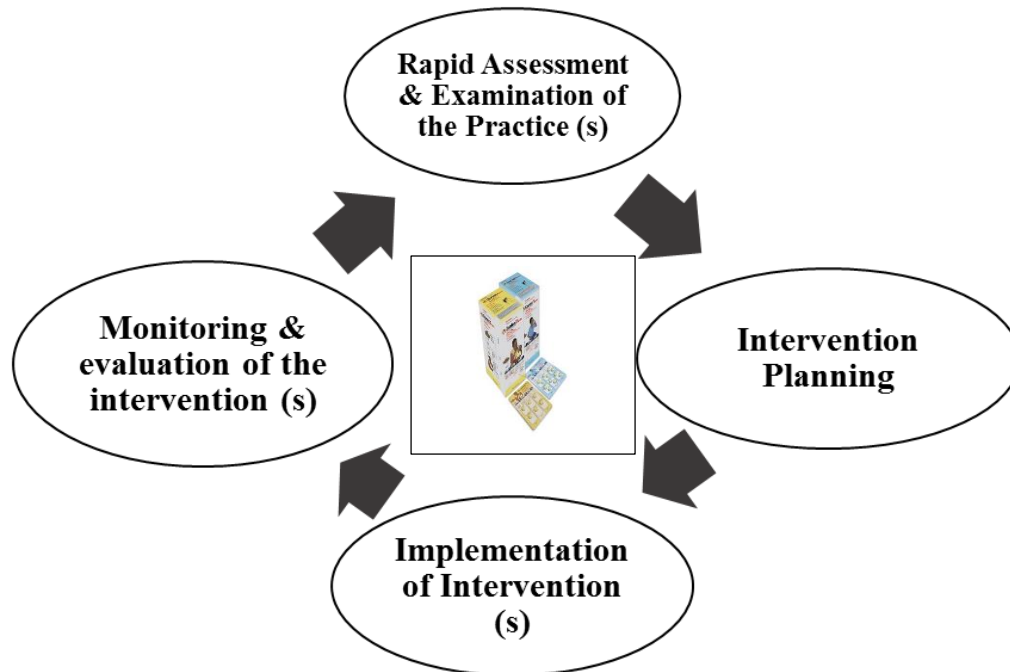 Rapid Assessment
& Examination of
the Practice (s)
Intervention
Planning
Implementation
of Intervention
(s)
Monitoring &
evaluation of the
intervention (s)